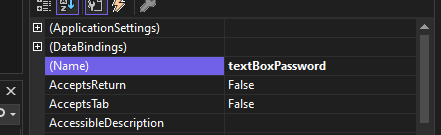 (ApplicationSettings)
(DataBindings)
(Name) textBoxPassword
AcceptsReturn False
AcceptsTab False
AccessibleDescription